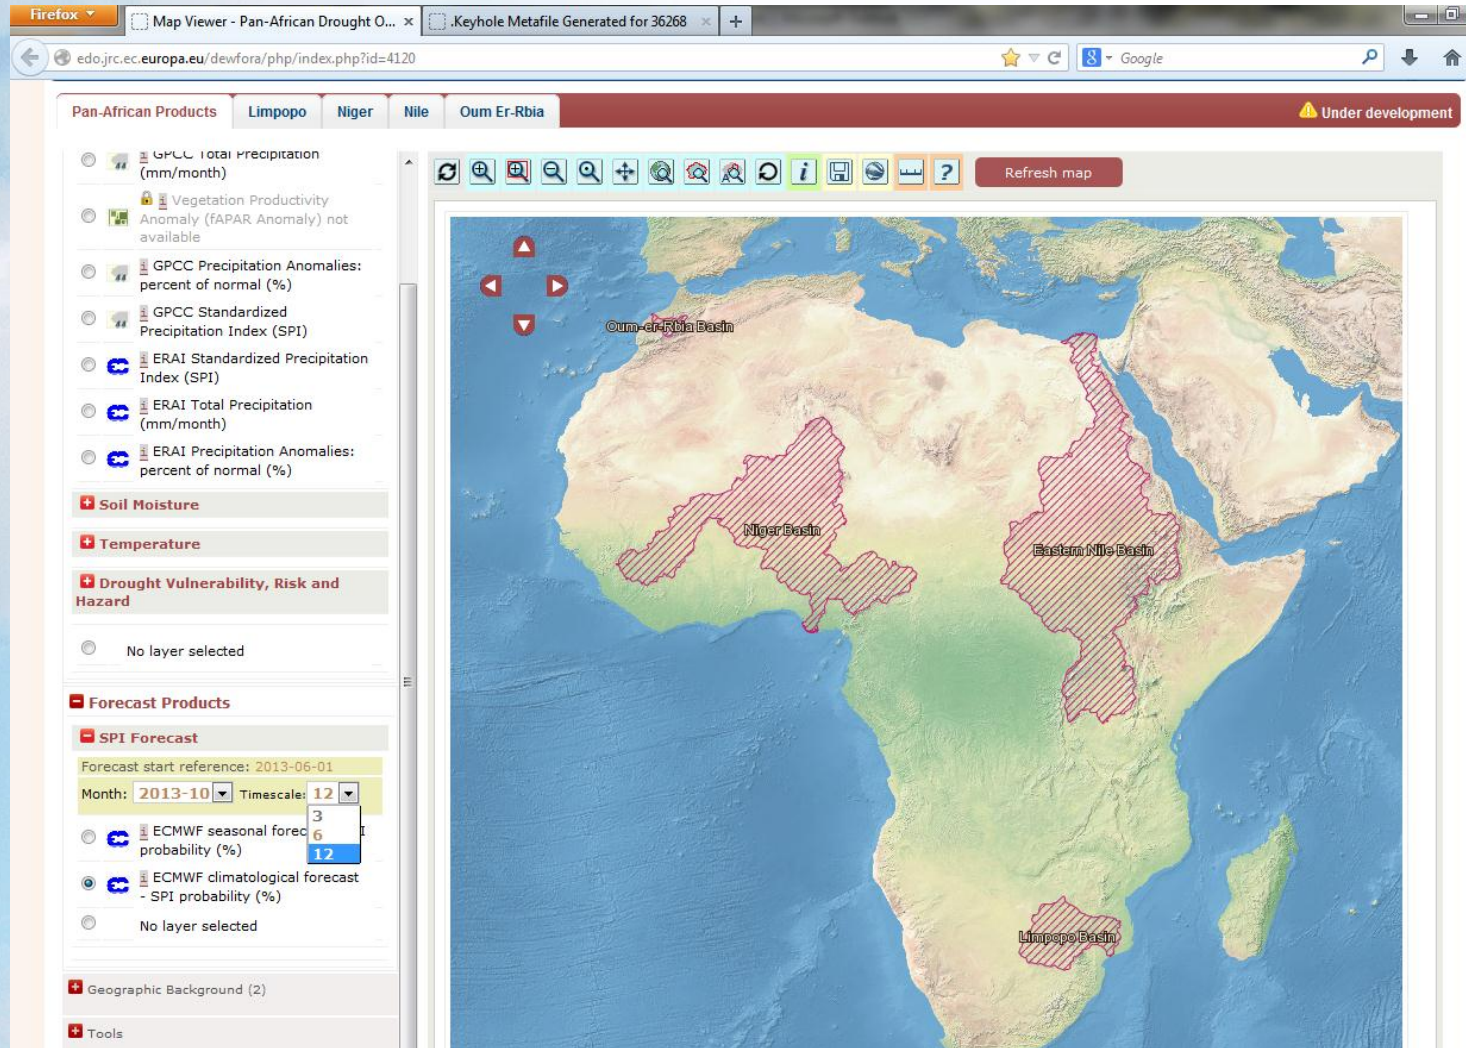 Firefox
Map Viewer - Pan-African Drought O... ×
.Keyhole Metafile Generated for 36268 ×
edo.jrc.ec.europa.eu/dewfora/php/index.php?id=4120
Google
Pan-African Products
Limpopo
Niger
Nile
Oum Er-Rbia
Under development
GPCC Total Precipitation
(mm/month)
Vegetation Productivity
Anomaly (fAPAR Anomaly) not
available
GPCC Precipitation Anomalies:
percent of normal (%)
GPCC Standardized
Precipitation Index (SPI)
ERAI Standardized Precipitation
Index (SPI)
ERAI Total Precipitation
(mm/month)
ERAI Precipitation Anomalies:
percent of normal (%)
Soil Moisture
Temperature
Drought Vulnerability, Risk and
Hazard
No layer selected
Forecast Products
SPI Forecast
Forecast start reference: 2013-06-01
Month: 2013-10 Timescale: 12
3
6
12
ECMWF seasonal forec
probability (%)
ECMWF climatological forecast
- SPI probability (%)
No layer selected
Geographic Background (2)
Tools
Refresh map
Oum-er-Rbia Basin
Niger Basin
Eastern Nile Basin
Limpopo Basin